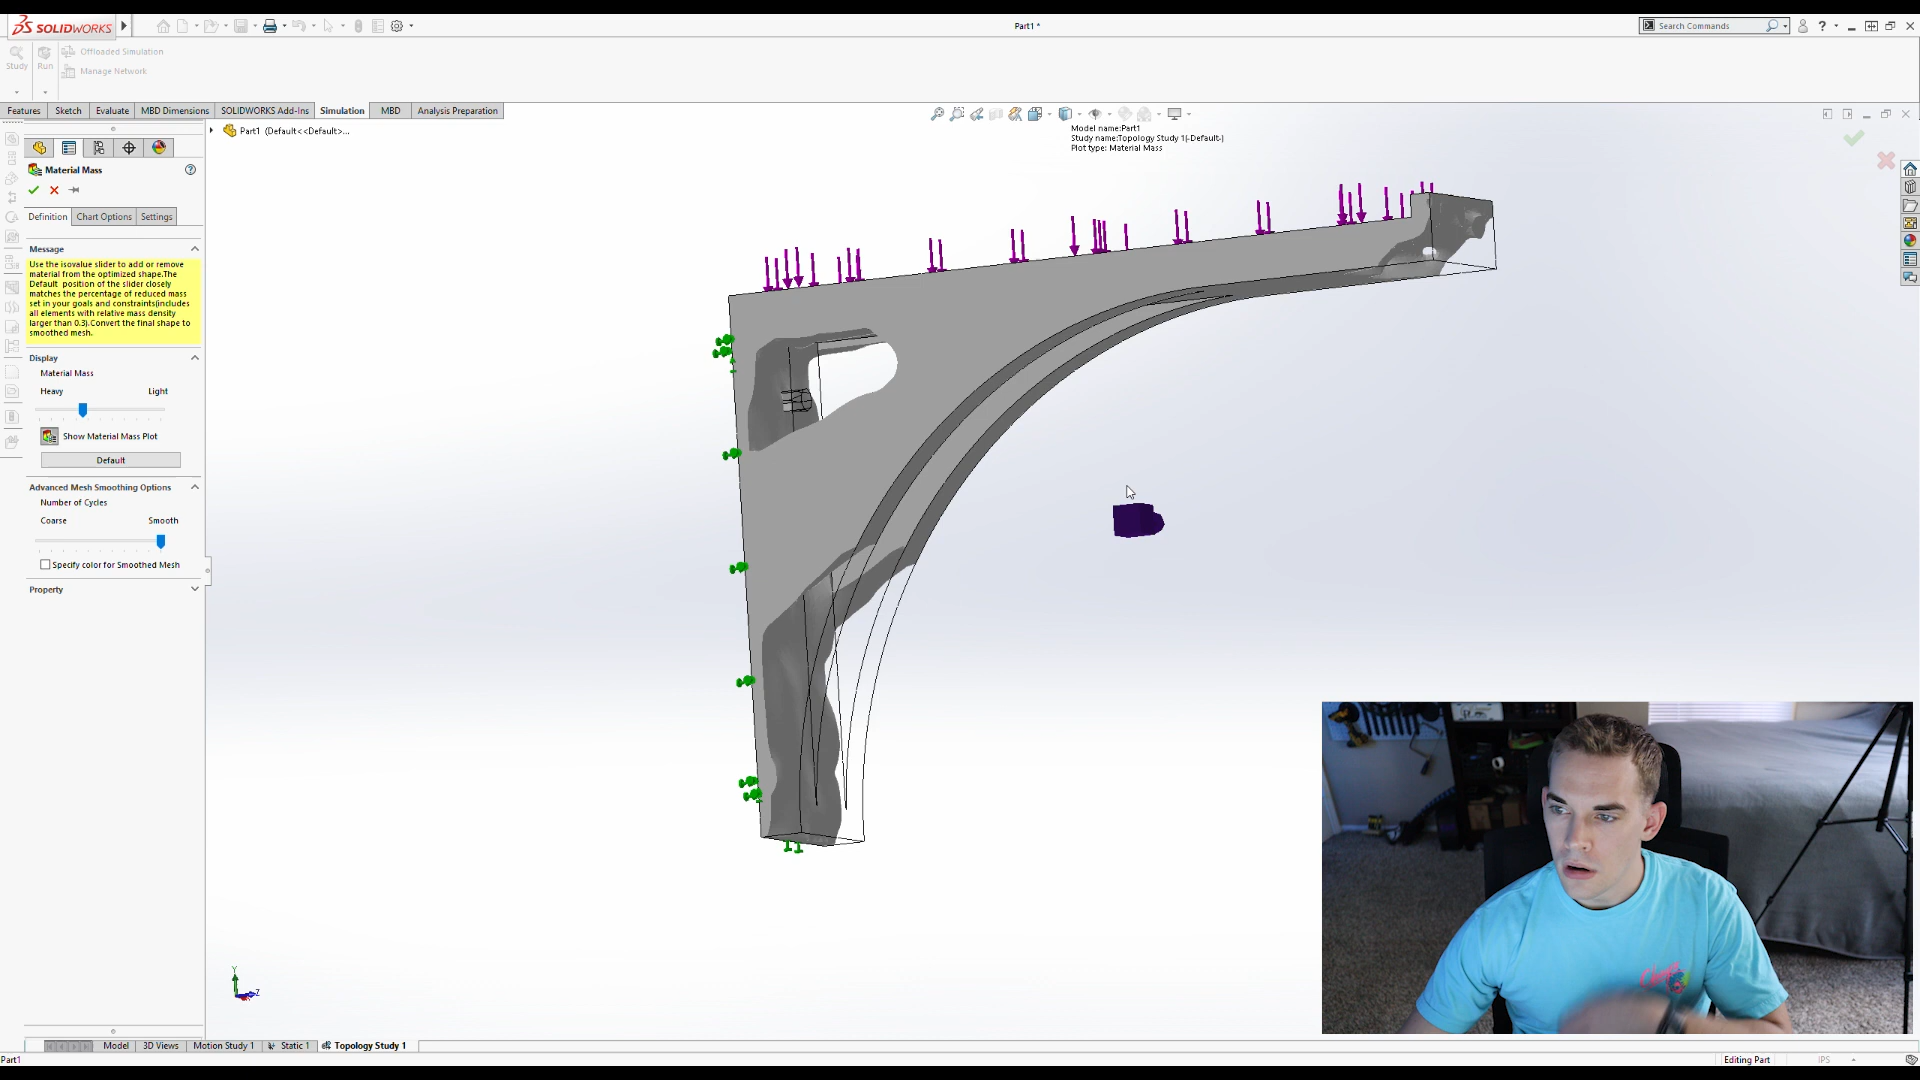 SOLIDWORKS
Part1 *
Search Commands
?
Study
Run
Offloaded Simulation
Manage Network
Features
Sketch
Evaluate
MBD Dimensions
SOLIDWORKS Add-Ins
Simulation
MBD
Analysis Preparation
Part1 (Default<<Default>...
Model name:Part1
Study name:Topology Study 1(-Default-)
Plot type: Material Mass
Material Mass
?
Definition
Chart Options
Settings
Message
Use the isovalue slider to add or remove
material from the optimized shape.The
Default position of the slider closely
matches the percentage of reduced mass
set in your goals and constraints(includes
all elements with relative mass density
larger than 0.3).Convert the final shape to
smoothed mesh.
Display
Material Mass
Heavy
Light
Show Material Mass Plot
Default
Advanced Mesh Smoothing Options
Number of Cycles
Coarse
Smooth
Specify color for Smoothed Mesh
Property
Y
Z
Model
3D Views
Motion Study 1
Static 1
Topology Study 1
Part1
Editing Part
IPS